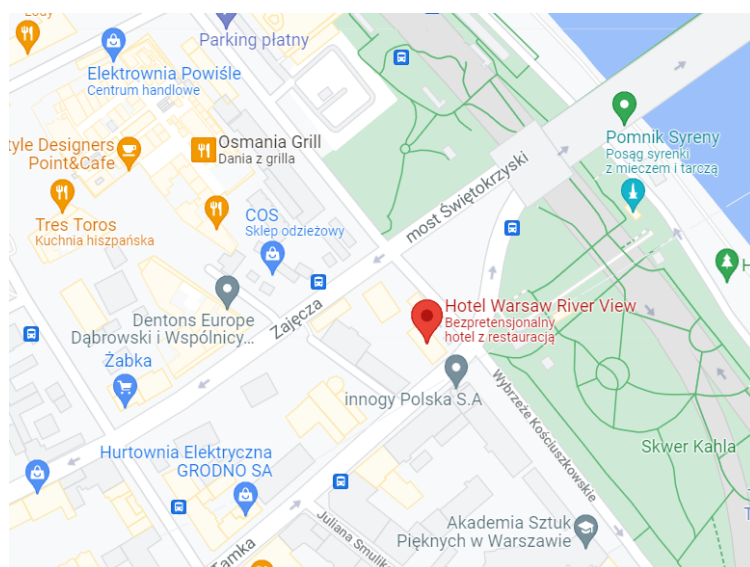 Lody
Parking płatny
Elektrownia Powiśle
Centrum handlowe
Osmania Grill
Dania z grilla
tyle Designers
Point&Cafe
Pomnik Syreny
Posąg syrenki
z mieczem i tarczą
most Świętokrzyski
Tres Toros
Kuchnia hiszpańska
COS
Sklep odzieżowy
H
Zajęcza
Dentons Europe
Dąbrowski i Wspólnicy...
Hotel Warsaw River View
Bezpretensjonalny
hotel z restauracją
Żabka
innogy Polska S.A
Wybrzeże Kościuszkowskie
Skwer Kahla
Hurtownia Elektryczna
GRODNO SA
Juliana Smulik
Akademia Sztuk
Pięknych w Warszawie
Tamka
T